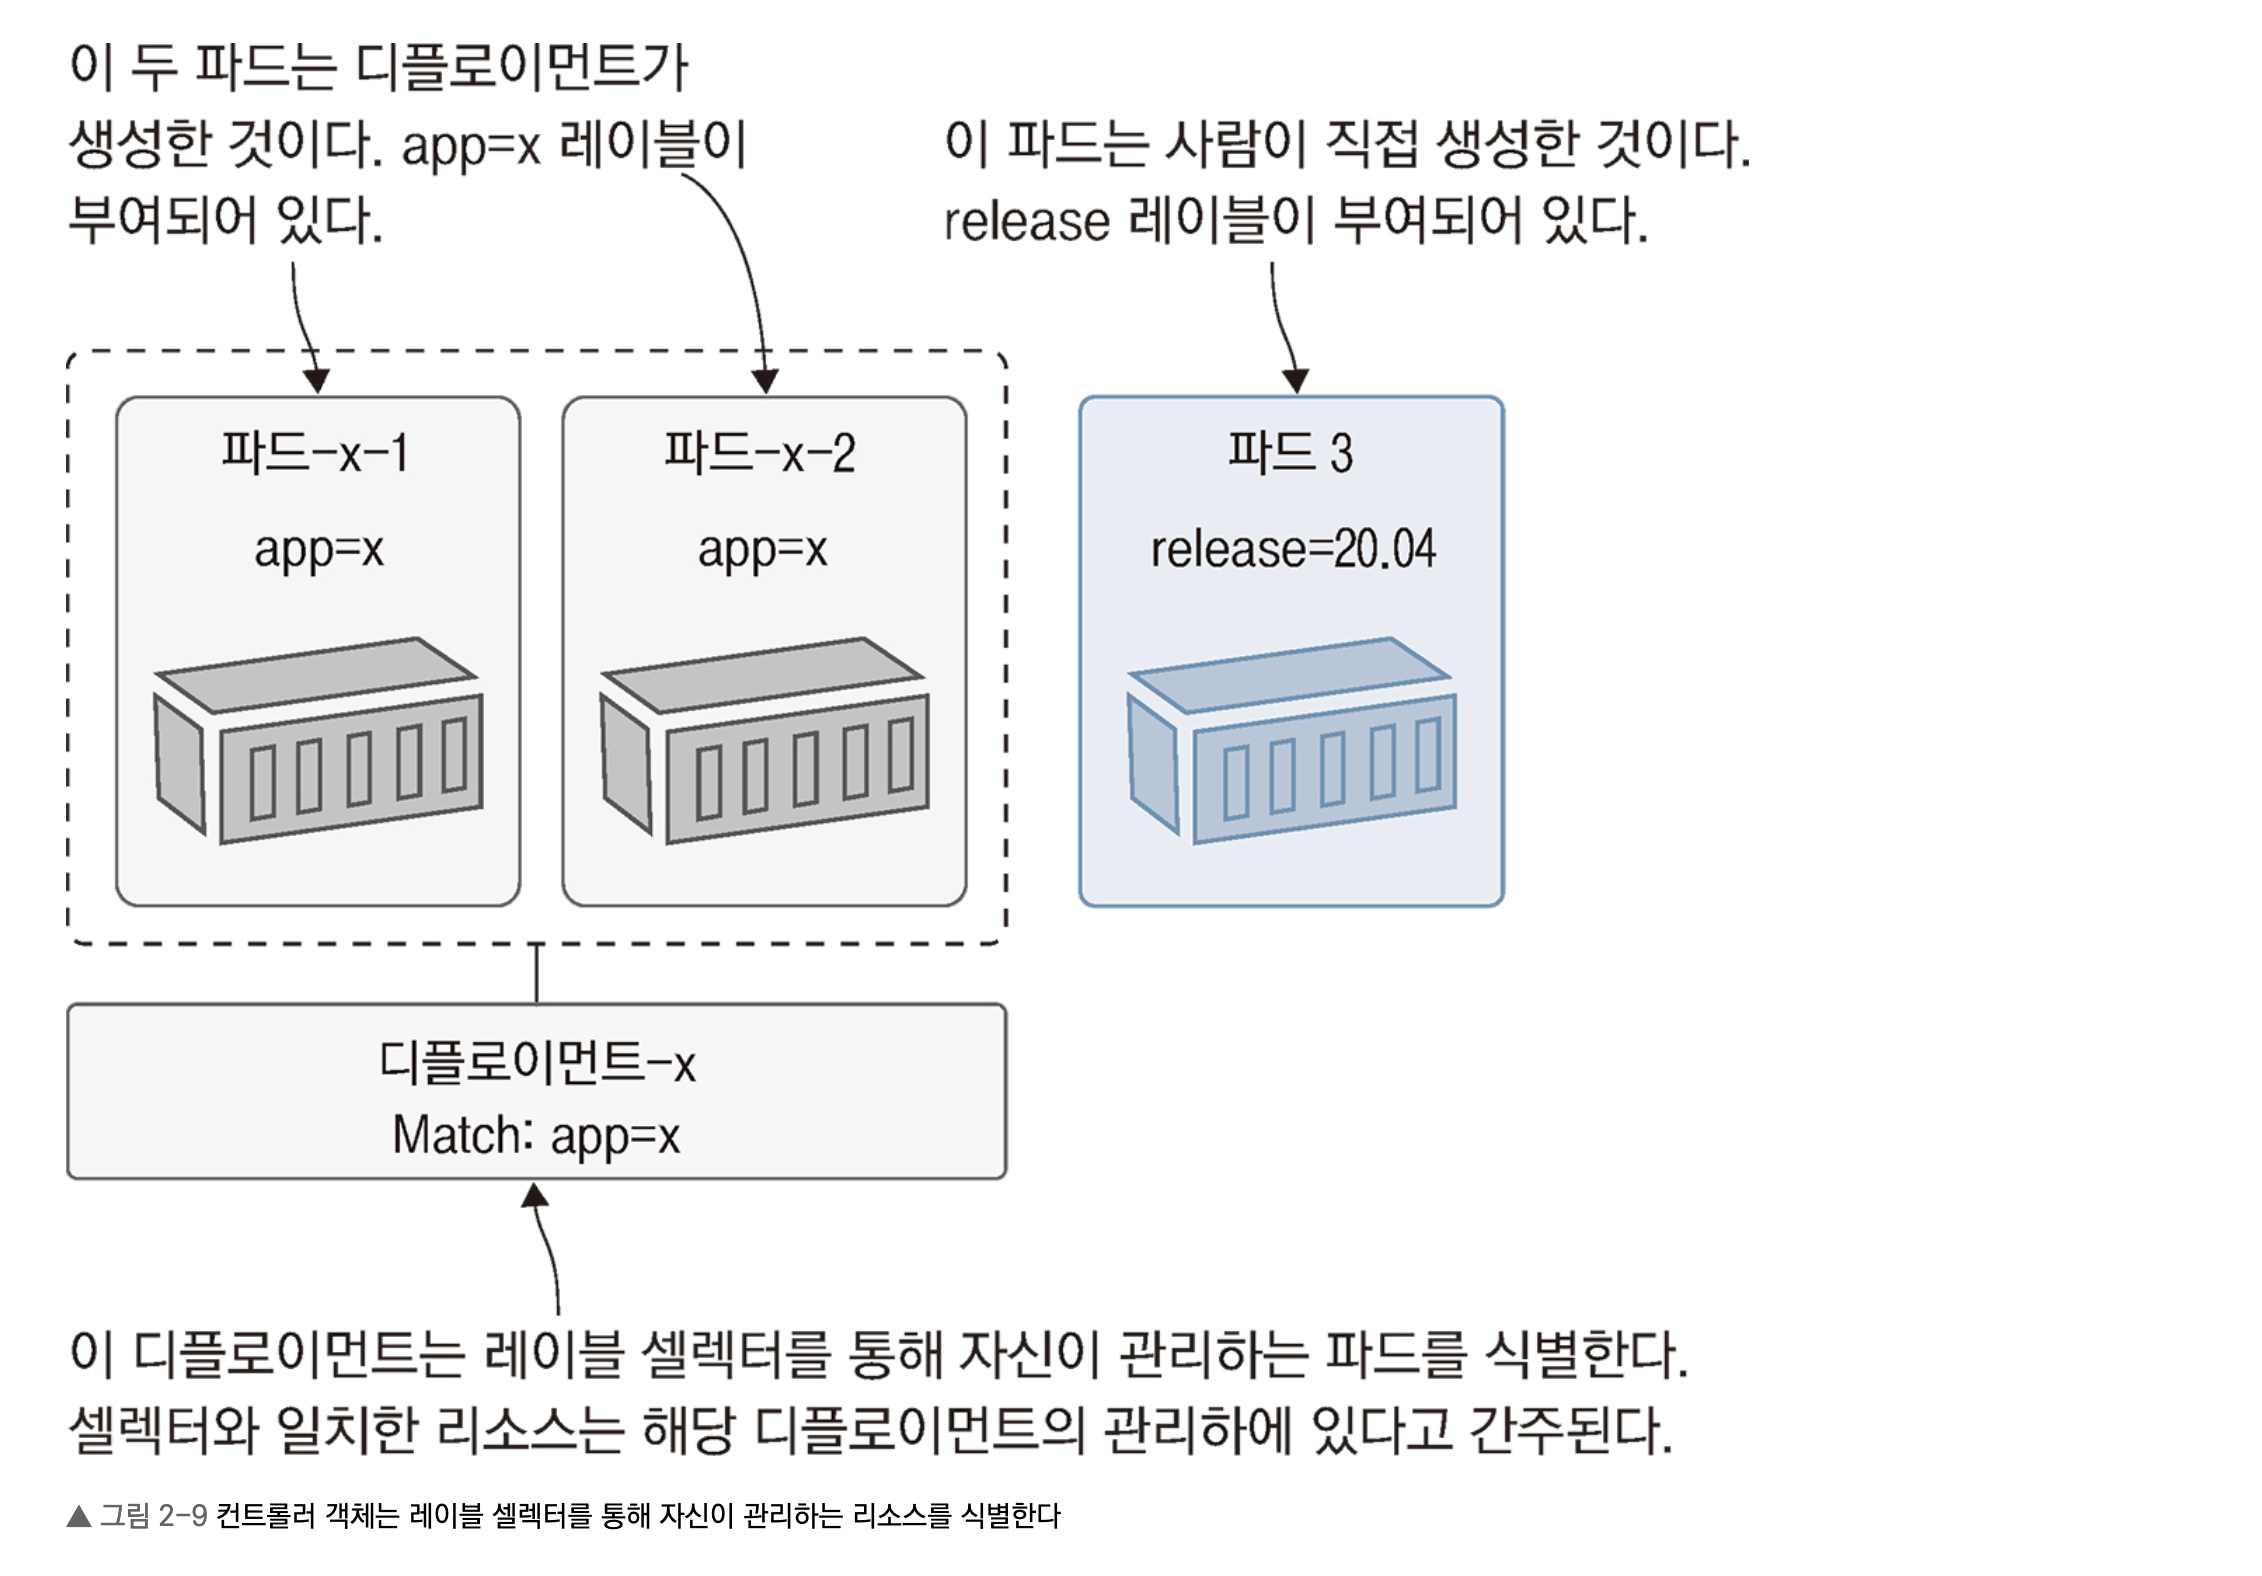 이 두 파드는 디플로이먼트가
생성한 것이다. app=x 레이블이
부여되어 있다.
이 파드는 사람이 직접 생성한 것이다.
release 레이블이 부여되어 있다.
파드-x-1
app=x
파드-x-2
app=x
파드 3
release=20.04
디플로이먼트-x
Match: app=x
이 디플로이먼트는 레이블 셀렉터를 통해 자신이 관리하는 파드를 식별한다.
셀렉터와 일치한 리소스는 해당 디플로이먼트의 관리하에 있다고 간주된다.
▲ 그림 2-9 컨트롤러 객체는 레이블 셀렉터를 통해 자신이 관리하는 리소스를 식별한다